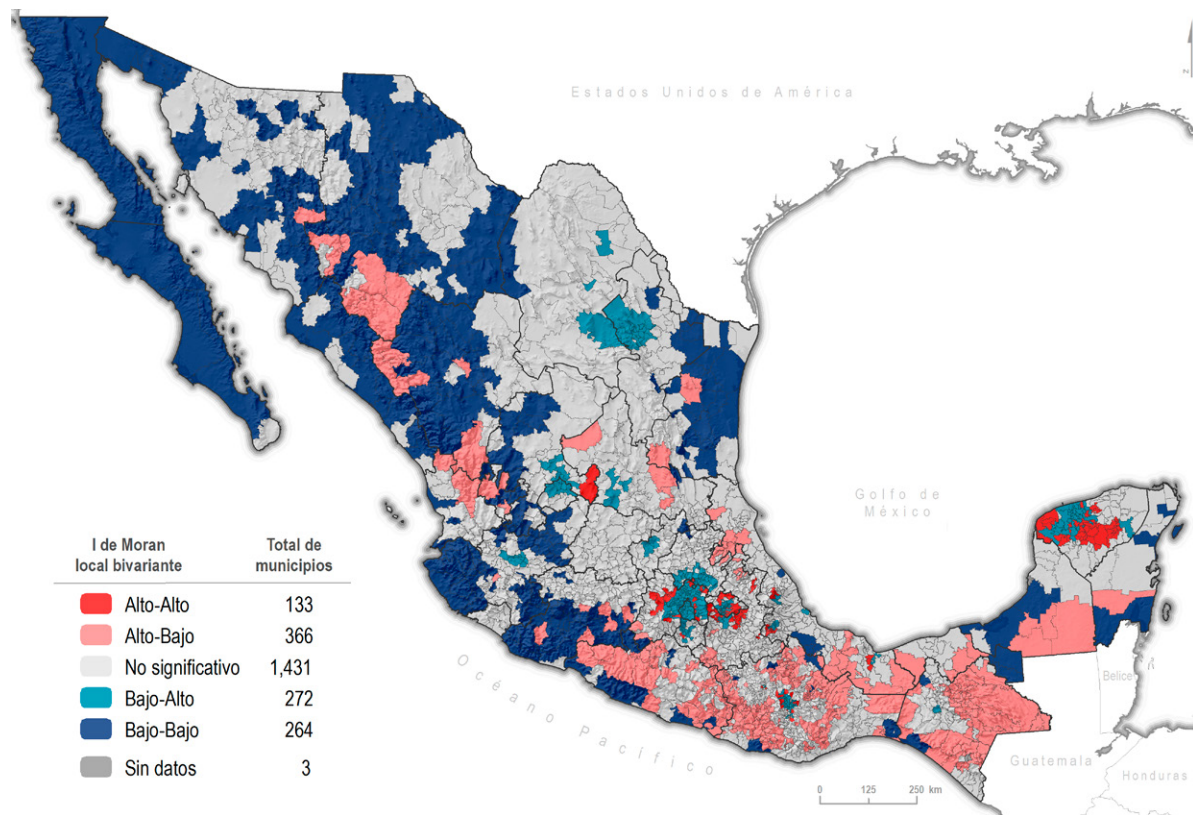 Estados Unidos de América
N
Golfo de
México
I de Moran
local bivariante
Total de
municipios
Alto-Alto 133
Alto-Bajo 366
No significativo 1,431
Bajo-Alto 272
Bajo-Bajo 264
Sin datos 3
Océano Pacífico
Belice
Guatemala
Honduras
0 125 250 km